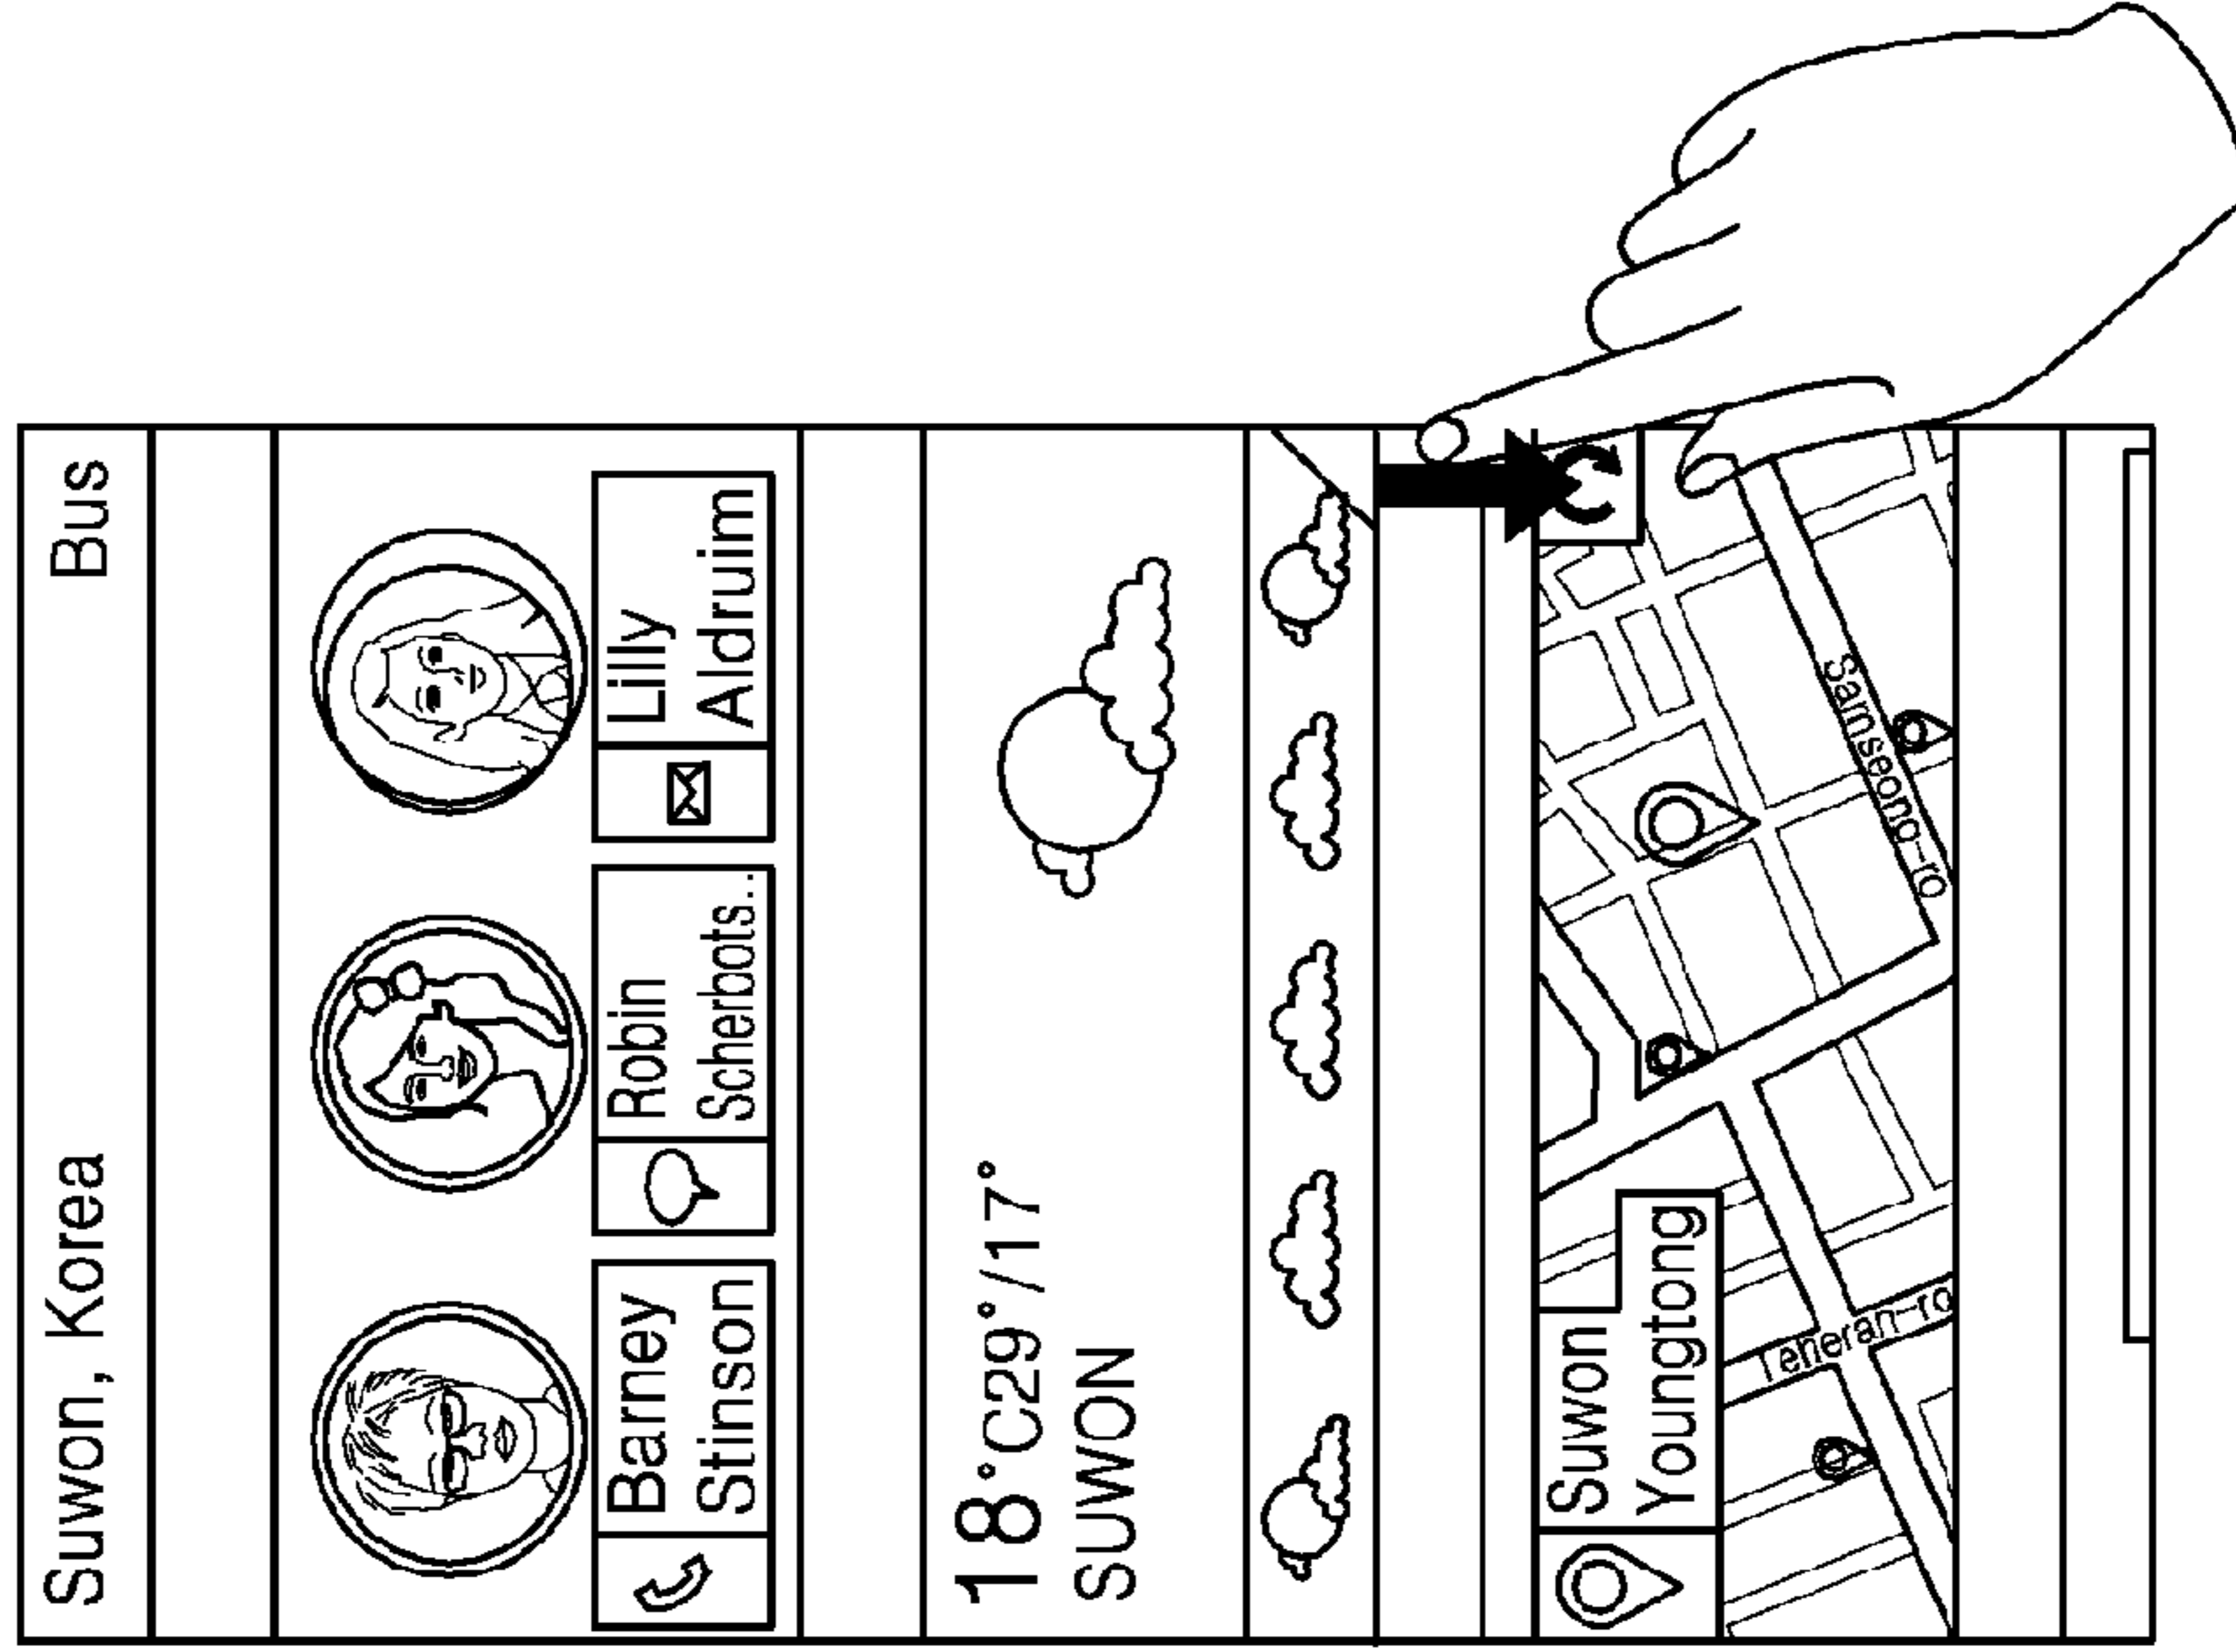 Suwon, Korea Bus
Barney
Stinson
Robin
Scherbots..
Lilly
Aldruim
18°C29°/17°
SUWON
Suwon
Youngtong
Samseong-ro
Teheran-ro